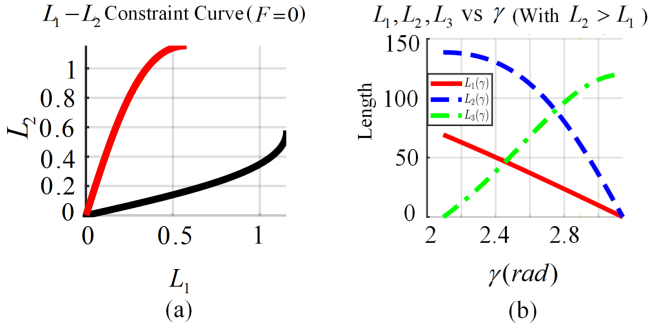 L₁ – L₂ Constraint Curve (F=0)
L₂
1
0.8
0.6
0.4
0.2
0
0 0.5 1
L₁
(a)
L₁, L₂, L₃ vs γ (With L₂ > L₁)
Length
150
100
50
0
L₁(γ)
L₂(γ)
L₃(γ)
2 2.4 2.8
γ(rad)
(b)